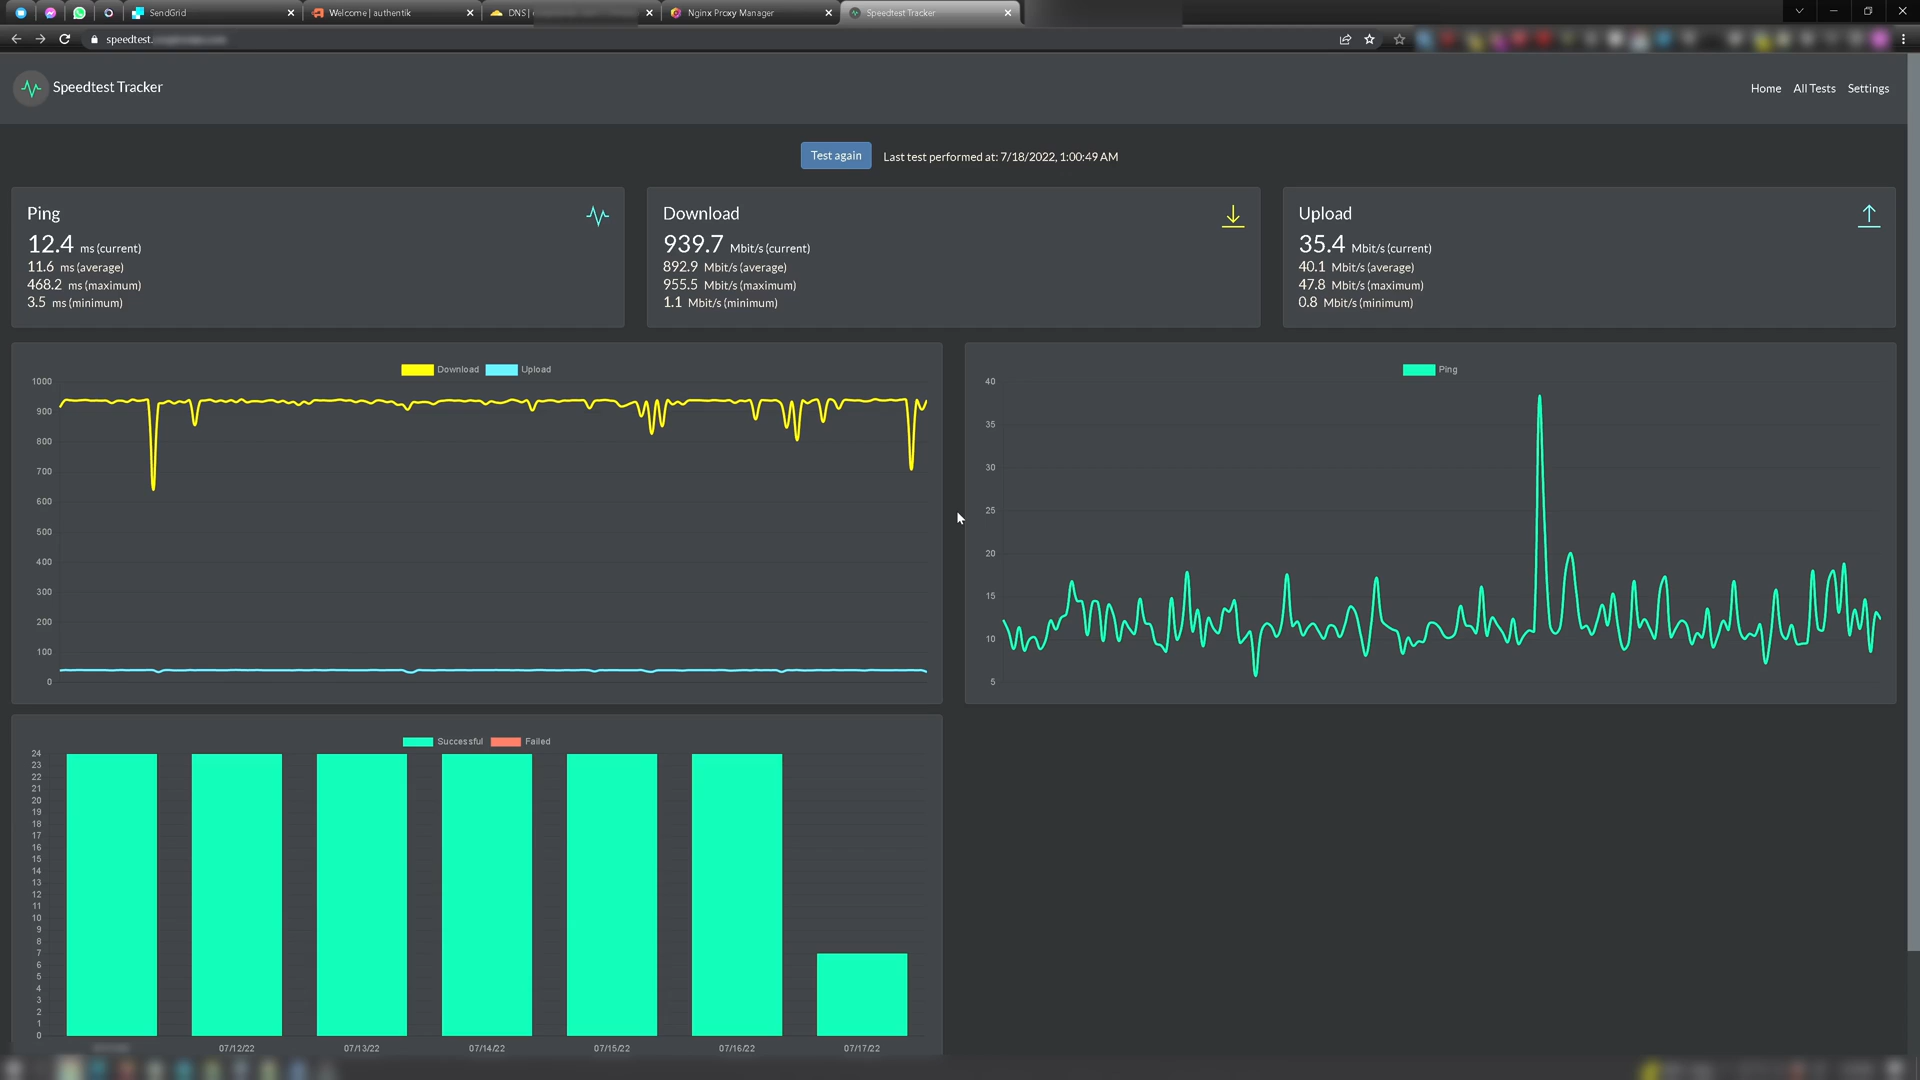 SendGrid
Welcome | authentik
DNS |
Nginx Proxy Manager
Speedtest Tracker
speedtest.
Speedtest Tracker
Home All Tests Settings
Test again Last test performed at: 7/18/2022, 1:00:49 AM
Ping
12.4 ms (current)
11.6 ms (average)
468.2 ms (maximum)
3.5 ms (minimum)
Download
939.7 Mbit/s (current)
892.9 Mbit/s (average)
955.5 Mbit/s (maximum)
1.1 Mbit/s (minimum)
Upload
35.4 Mbit/s (current)
40.1 Mbit/s (average)
47.8 Mbit/s (maximum)
0.8 Mbit/s (minimum)
Download Upload
1000
900
800
700
600
500
400
300
200
100
0
Ping
40
35
30
25
20
15
10
5
Successful Failed
24
23
22
21
20
19
18
17
16
15
14
13
12
11
10
9
8
7
6
5
4
3
2
1
0
07/12/22 07/13/22 07/14/22 07/15/22 07/16/22 07/17/22